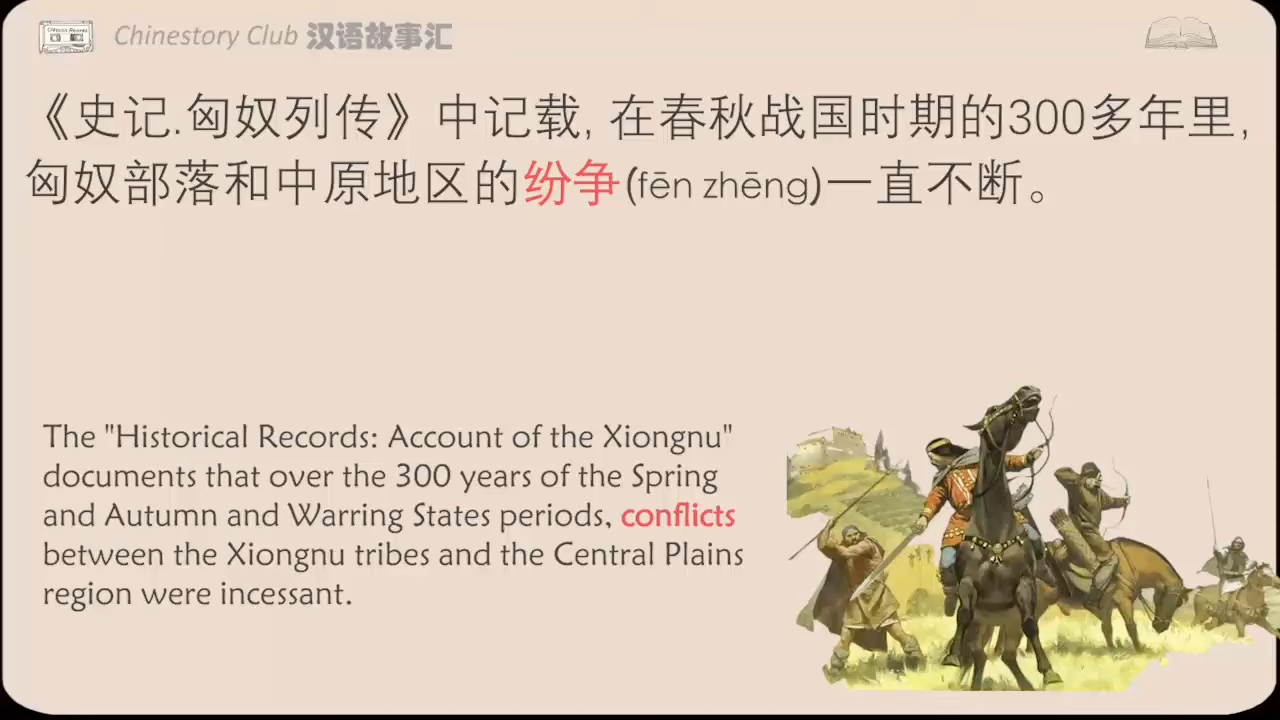 Chinestory Club 汉语故事汇
《史记.匈奴列传》中记载, 在春秋战国时期的300多年里,
匈奴部落和中原地区的纷争(fēn zhēng)一直不断。
The "Historical Records: Account of the Xiongnu"
documents that over the 300 years of the Spring
and Autumn and Warring States periods, conflicts
between the Xiongnu tribes and the Central Plains
region were incessant.